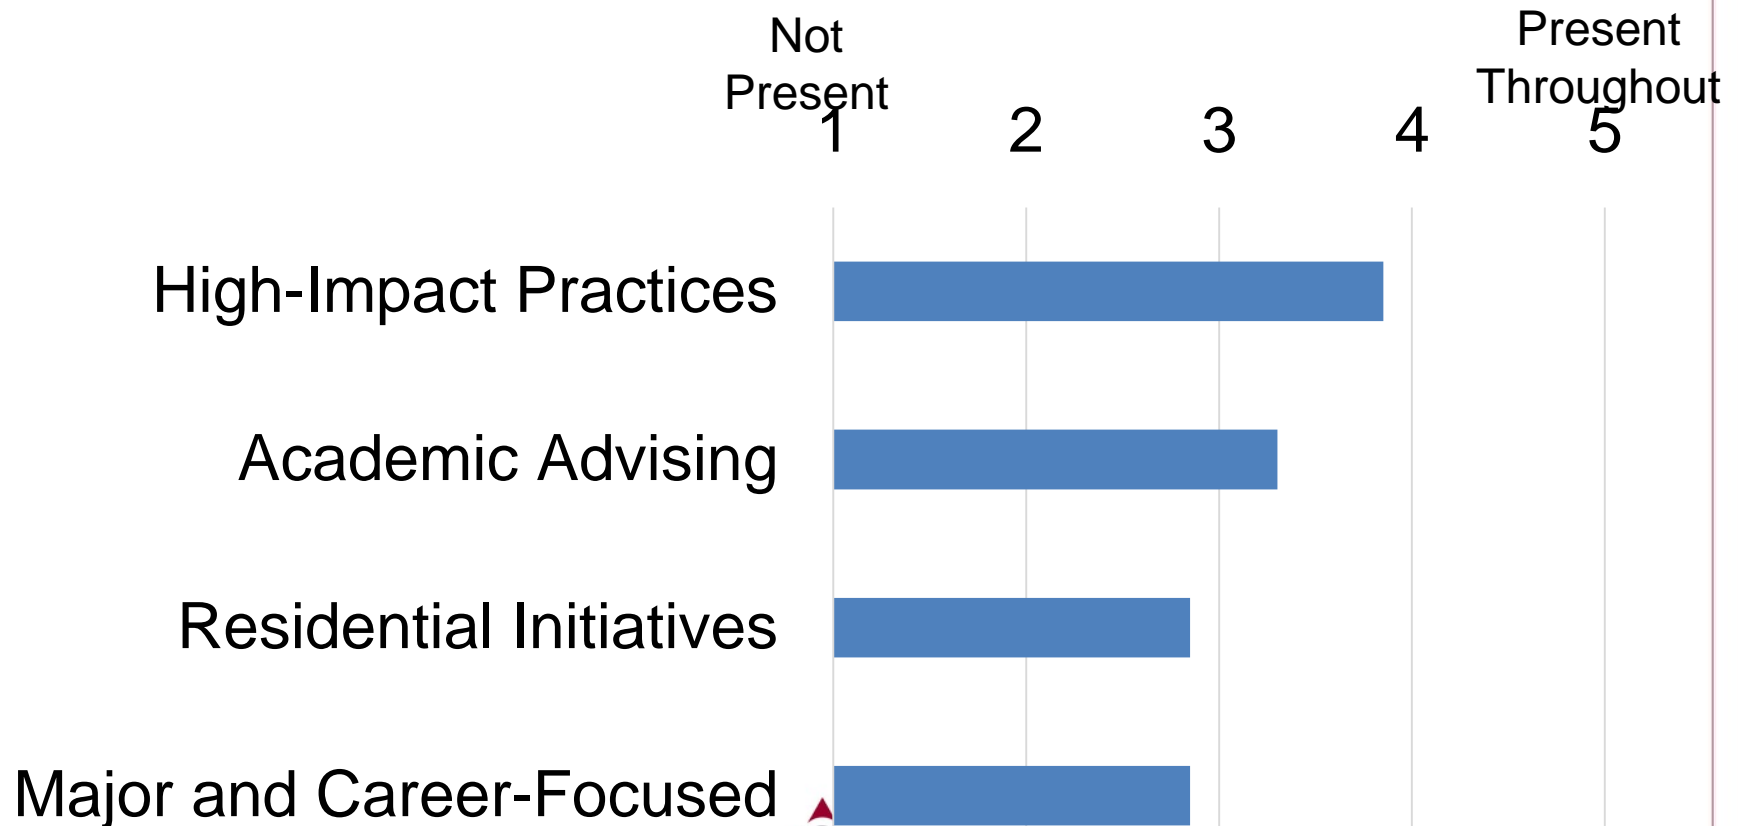 Not
Present
Present
Throughout
1 2 3 4 5
High-Impact Practices
Academic Advising
Residential Initiatives
Major and Career-Focused